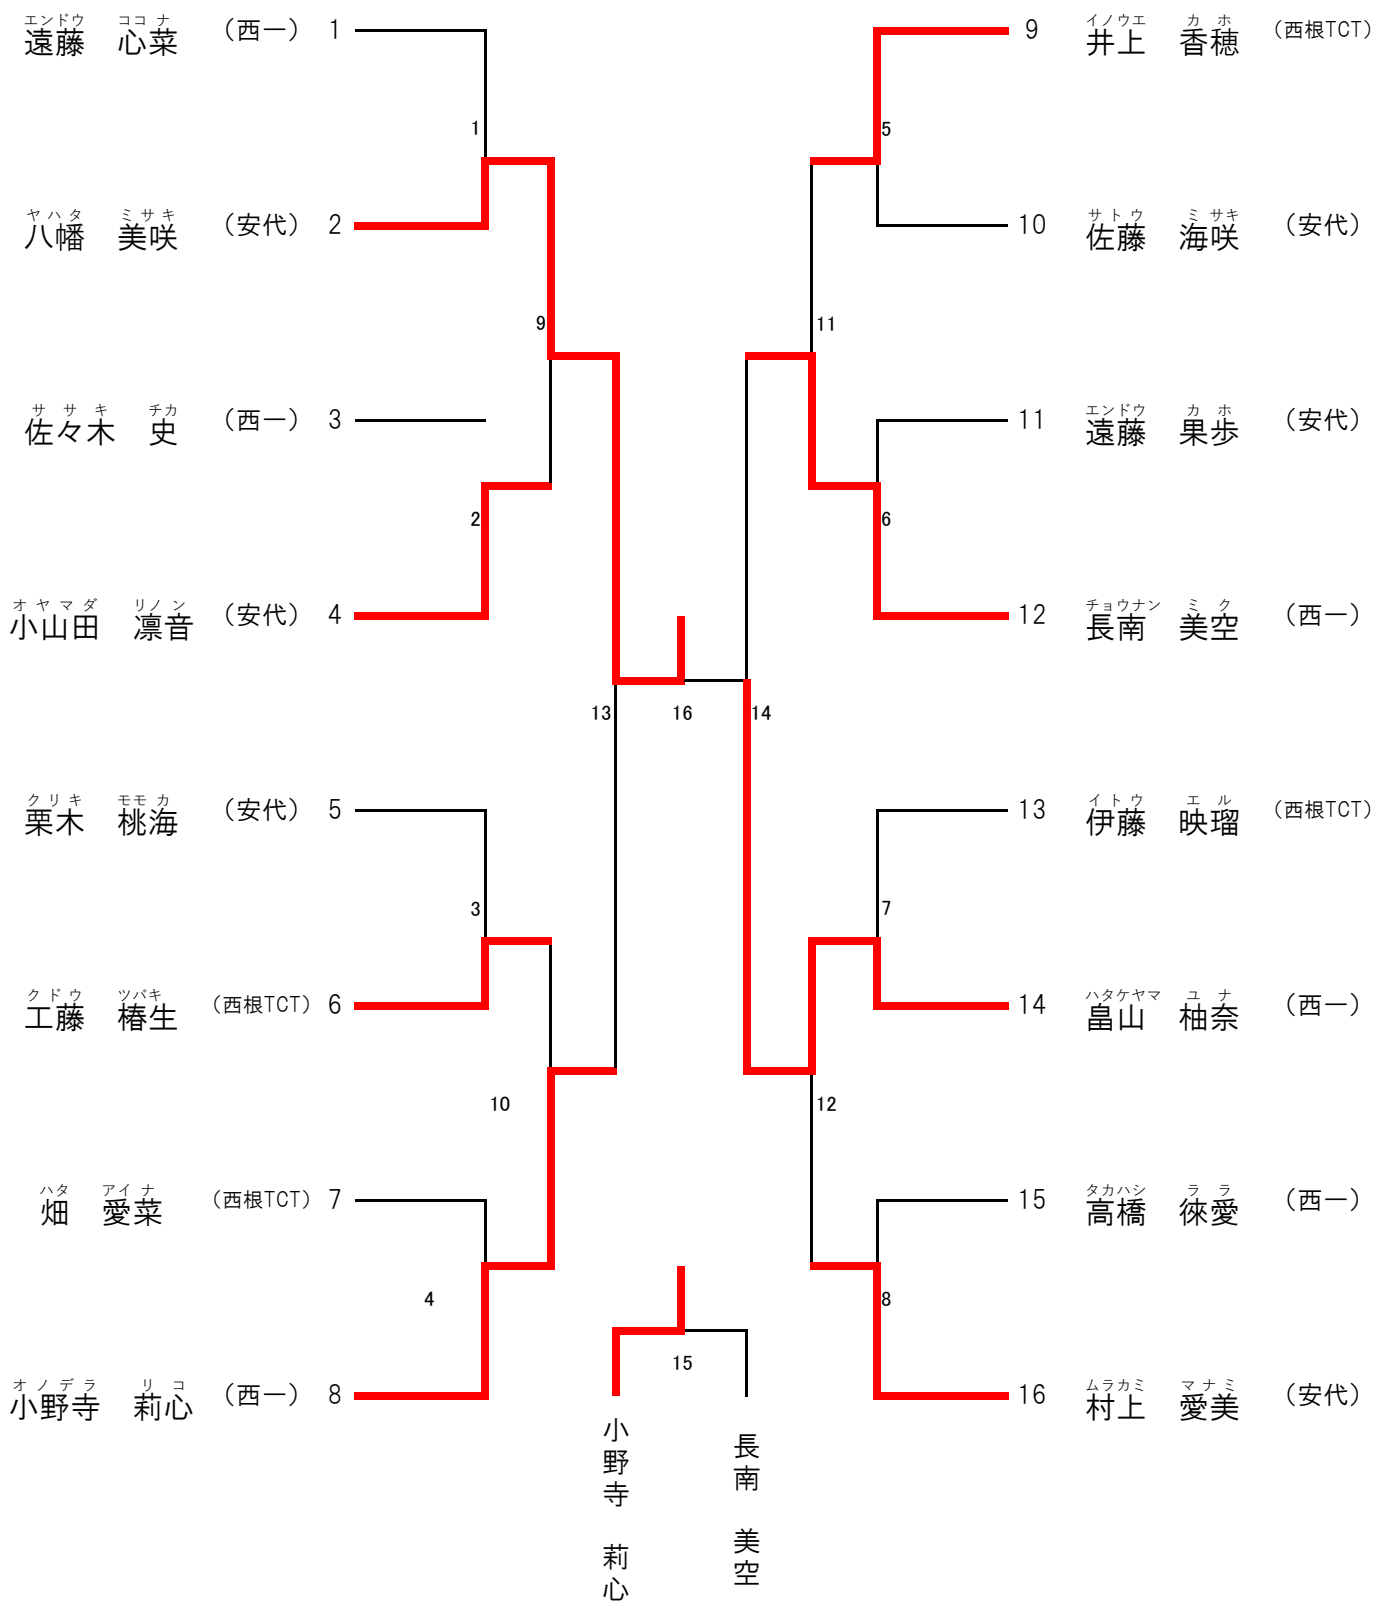 エンドウ ココナ
遠藤 心菜 （西一） 1
ヤハタ ミサキ
八幡 美咲 （安代） 2
ササキ チカ
佐々木 史 （西一） 3
オヤマダ リノン
小山田 凛音 （安代） 4
クリキ モモカ
栗木 桃海 （安代） 5
クドウ ツバキ
工藤 椿生 （西根TCT） 6
ハタ アイナ
畑 愛菜 （西根TCT） 7
オノデラ リコ
小野寺 莉心 （西一） 8
1
9
2
13
3
10
4
16
15
小野寺 莉心
長南 美空
5
11
6
14
7
12
8
イノウエ カホ
9 井上 香穂 （西根TCT）
サトウ ミサキ
10 佐藤 海咲 （安代）
エンドウ カホ
11 遠藤 果歩 （安代）
チョウナン ミク
12 長南 美空 （西一）
イトウ エル
13 伊藤 映瑠 （西根TCT）
ハタケヤマ ユナ
14 畠山 柚奈 （西一）
タカハシ ララ
15 高橋 徠愛 （西一）
ムラカミ マナミ
16 村上 愛美 （安代）